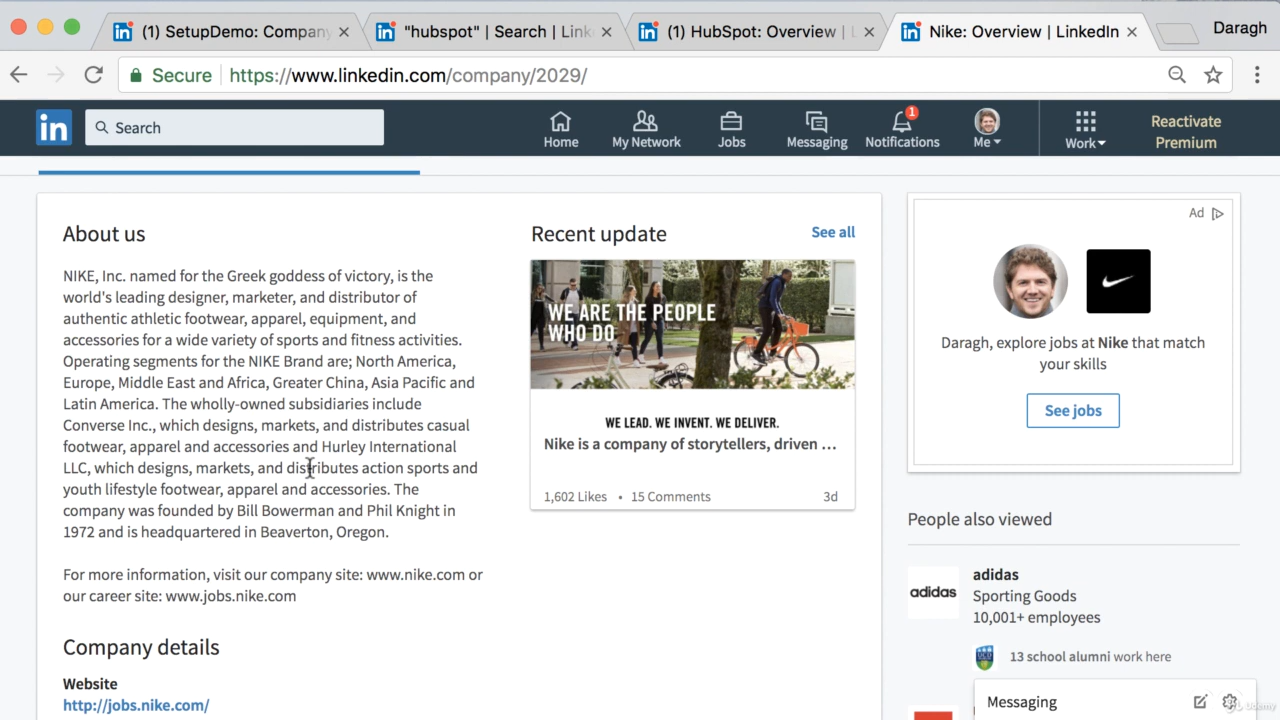 (1) SetupDemo: Company
"hubspot" | Search | Link
(1) HubSpot: Overview | L
Nike: Overview | LinkedIn
Daragh
Secure
https://www.linkedin.com/company/2029/
in
Search
Home
My Network
Jobs
Messaging
1
Notifications
Me
Work
Reactivate
Premium
About us
NIKE, Inc. named for the Greek goddess of victory, is the
world's leading designer, marketer, and distributor of
authentic athletic footwear, apparel, equipment, and
accessories for a wide variety of sports and fitness activities.
Operating segments for the NIKE Brand are; North America,
Europe, Middle East and Africa, Greater China, Asia Pacific and
Latin America. The wholly-owned subsidiaries include
Converse Inc., which designs, markets, and distributes casual
footwear, apparel and accessories and Hurley International
LLC, which designs, markets, and distributes action sports and
youth lifestyle footwear, apparel and accessories. The
company was founded by Bill Bowerman and Phil Knight in
1972 and is headquartered in Beaverton, Oregon.
For more information, visit our company site: www.nike.com or
our career site: www.jobs.nike.com
Company details
Website
http://jobs.nike.com/
Recent update
See all
WE ARE THE PEOPLE
WHO DO
WE LEAD. WE INVENT. WE DELIVER.
Nike is a company of storytellers, driven ...
1,602 Likes • 15 Comments
3d
Ad
Daragh, explore jobs at Nike that match
your skills
See jobs
People also viewed
adidas
adidas
Sporting Goods
10,001+ employees
UCD
13 school alumni work here
Messaging
Udemy